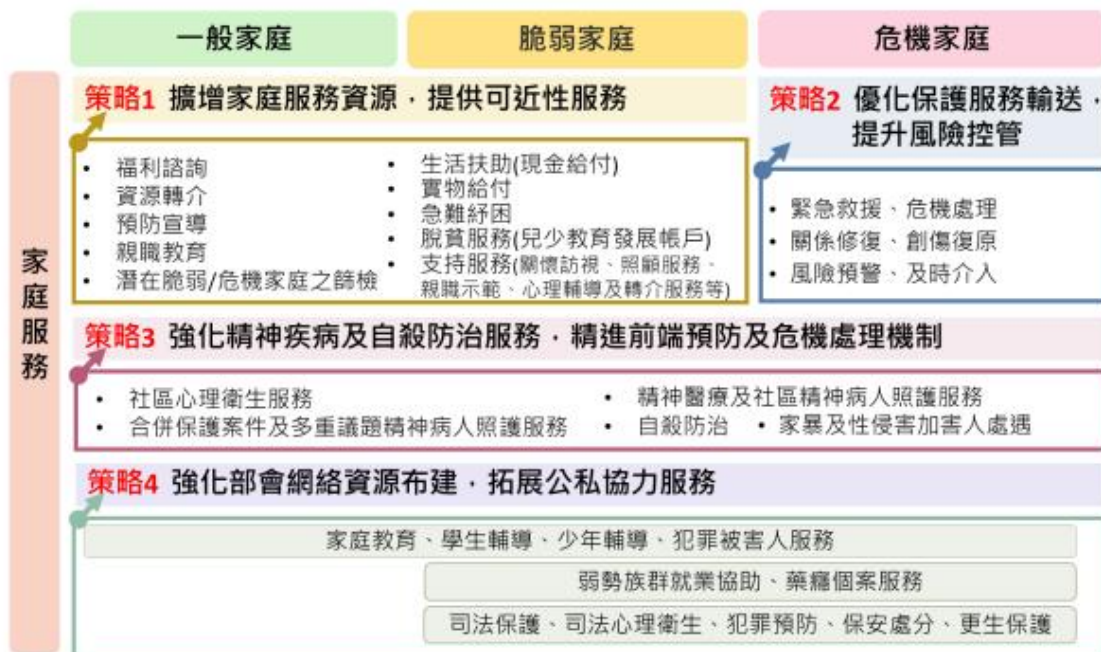 一般家庭
脆弱家庭
危機家庭
家庭服務
策略1 擴增家庭服務資源，提供可近性服務
• 福利諮詢
• 資源轉介
• 預防宣導
• 親職教育
• 潛在脆弱/危機家庭之篩檢
• 生活扶助(現金給付)
• 實物給付
• 急難紓困
• 脫貧服務(兒少教育發展帳戶)
• 支持服務(關懷訪視、照顧服務、
親職示範、心理輔導及轉介服務等)
策略2 優化保護服務輸送，
提升風險控管
• 緊急救援、危機處理
• 關係修復、創傷復原
• 風險預警、及時介入
策略3 強化精神疾病及自殺防治服務，精進前端預防及危機處理機制
• 社區心理衛生服務
• 合併保護案件及多重議題精神病人照護服務
• 精神醫療及社區精神病人照護服務
• 自殺防治 • 家暴及性侵害加害人處遇
策略4 強化部會網絡資源布建，拓展公私協力服務
家庭教育、學生輔導、少年輔導、犯罪被害人服務
弱勢族群就業協助、藥癮個案服務
司法保護、司法心理衛生、犯罪預防、保安處分、更生保護